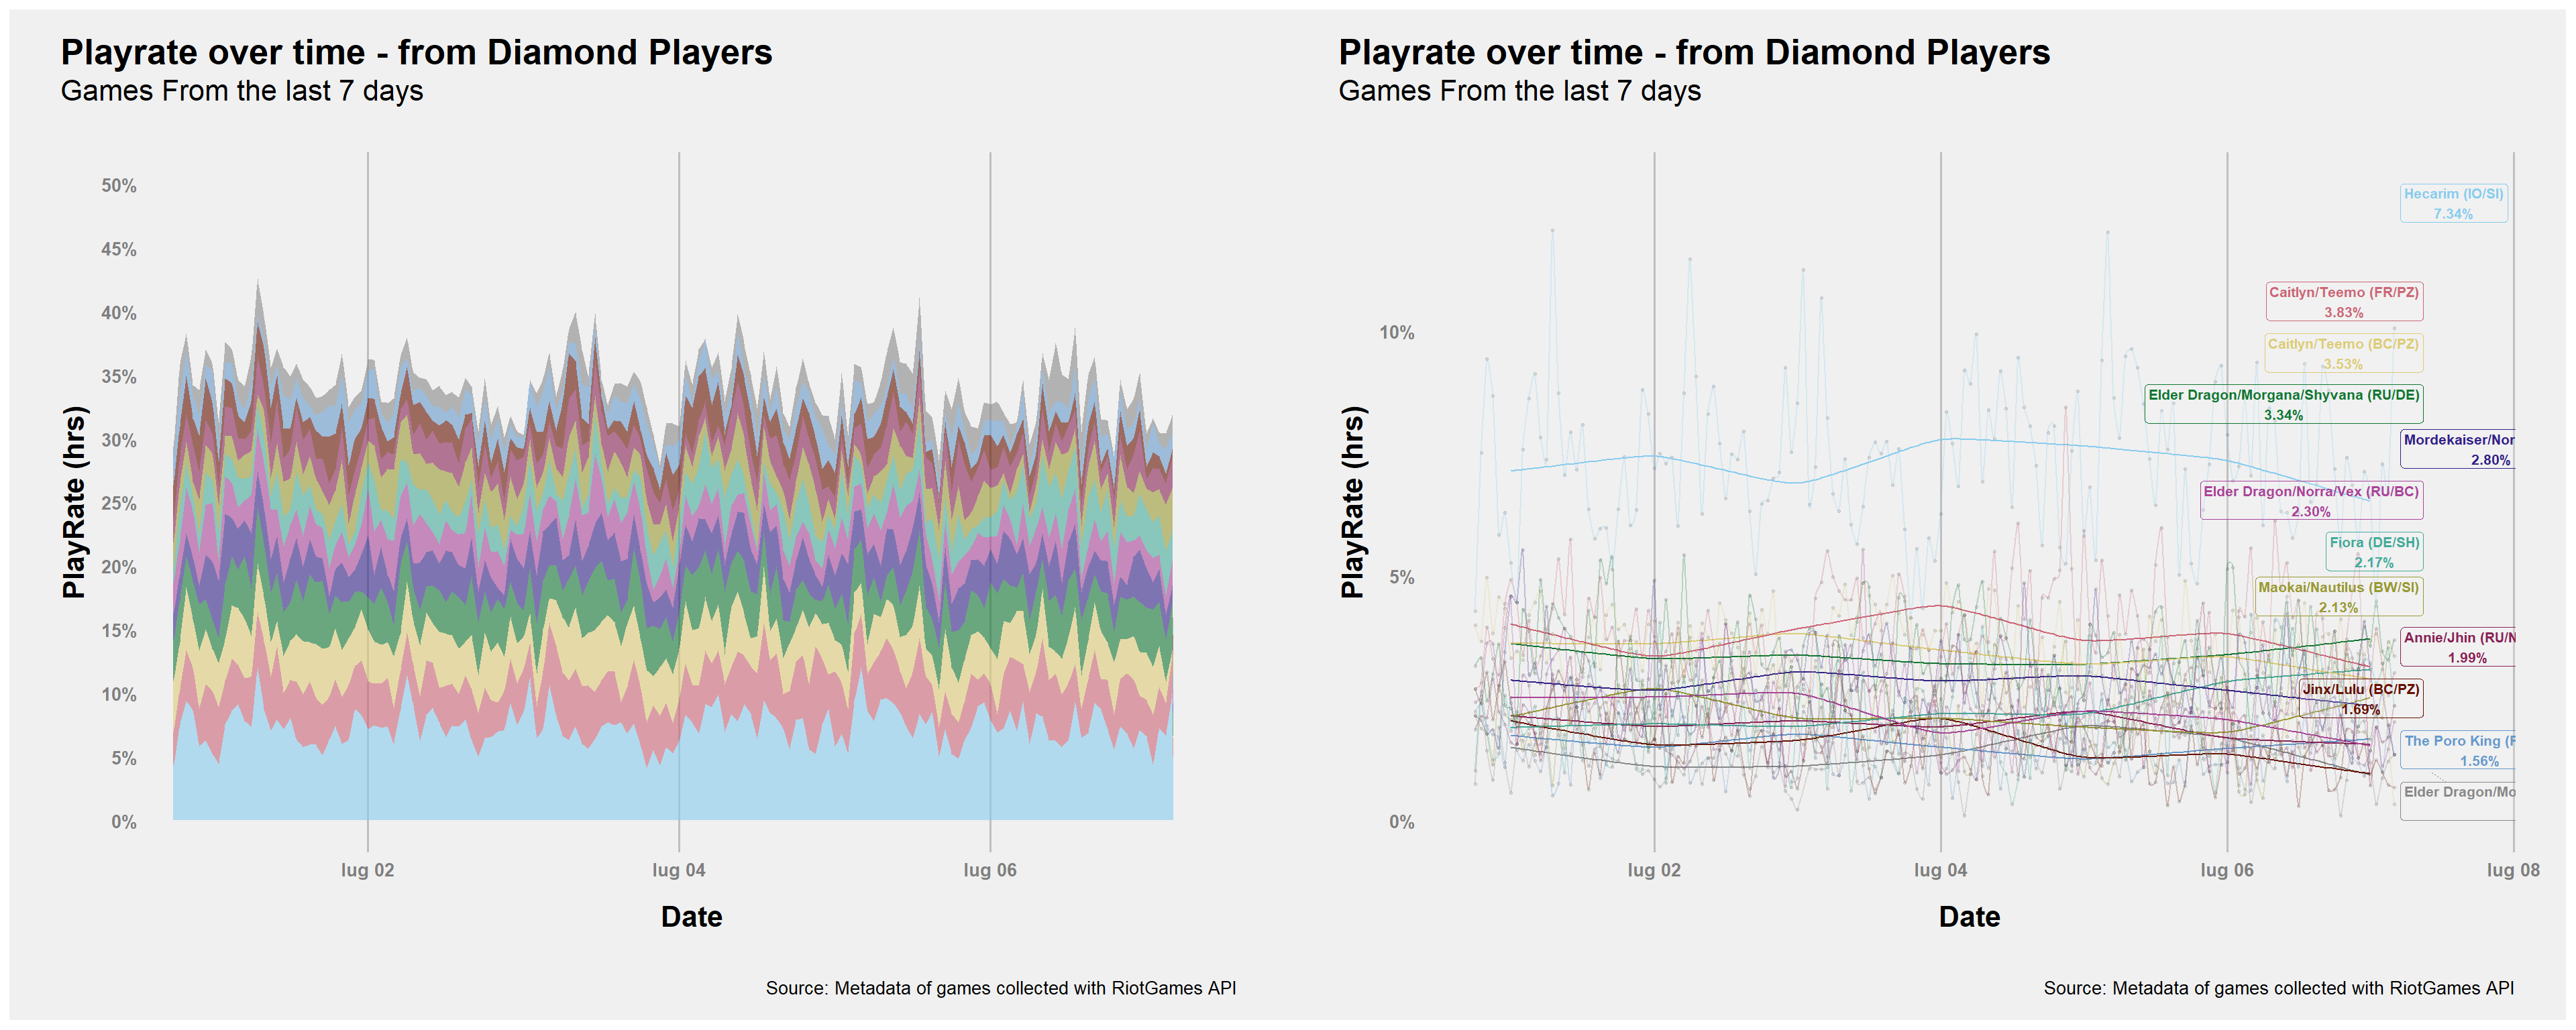 Playrate over time - from Diamond Players
Games From the last 7 days
PlayRate (hrs)
50%
45%
40%
35%
30%
25%
20%
15%
10%
5%
0%
lug 02
lug 04
lug 06
Date
Source: Metadata of games collected with RiotGames API
Playrate over time - from Diamond Players
Games From the last 7 days
PlayRate (hrs)
10%
5%
0%
Hecarim (IO/SI)
7.34%
Caitlyn/Teemo (FR/PZ)
3.83%
Caitlyn/Teemo (BC/PZ)
3.53%
Elder Dragon/Morgana/Shyvana (RU/DE)
3.34%
Mordekaiser/Nor
2.80%
Elder Dragon/Norra/Vex (RU/BC)
2.30%
Fiora (DE/SH)
2.17%
Maokai/Nautilus (BW/SI)
2.13%
Annie/Jhin (RU/N
1.99%
Jinx/Lulu (BC/PZ)
1.69%
The Poro King (F
1.56%
Elder Dragon/Mo
lug 02
lug 04
lug 06
lug 08
Date
Source: Metadata of games collected with RiotGames API